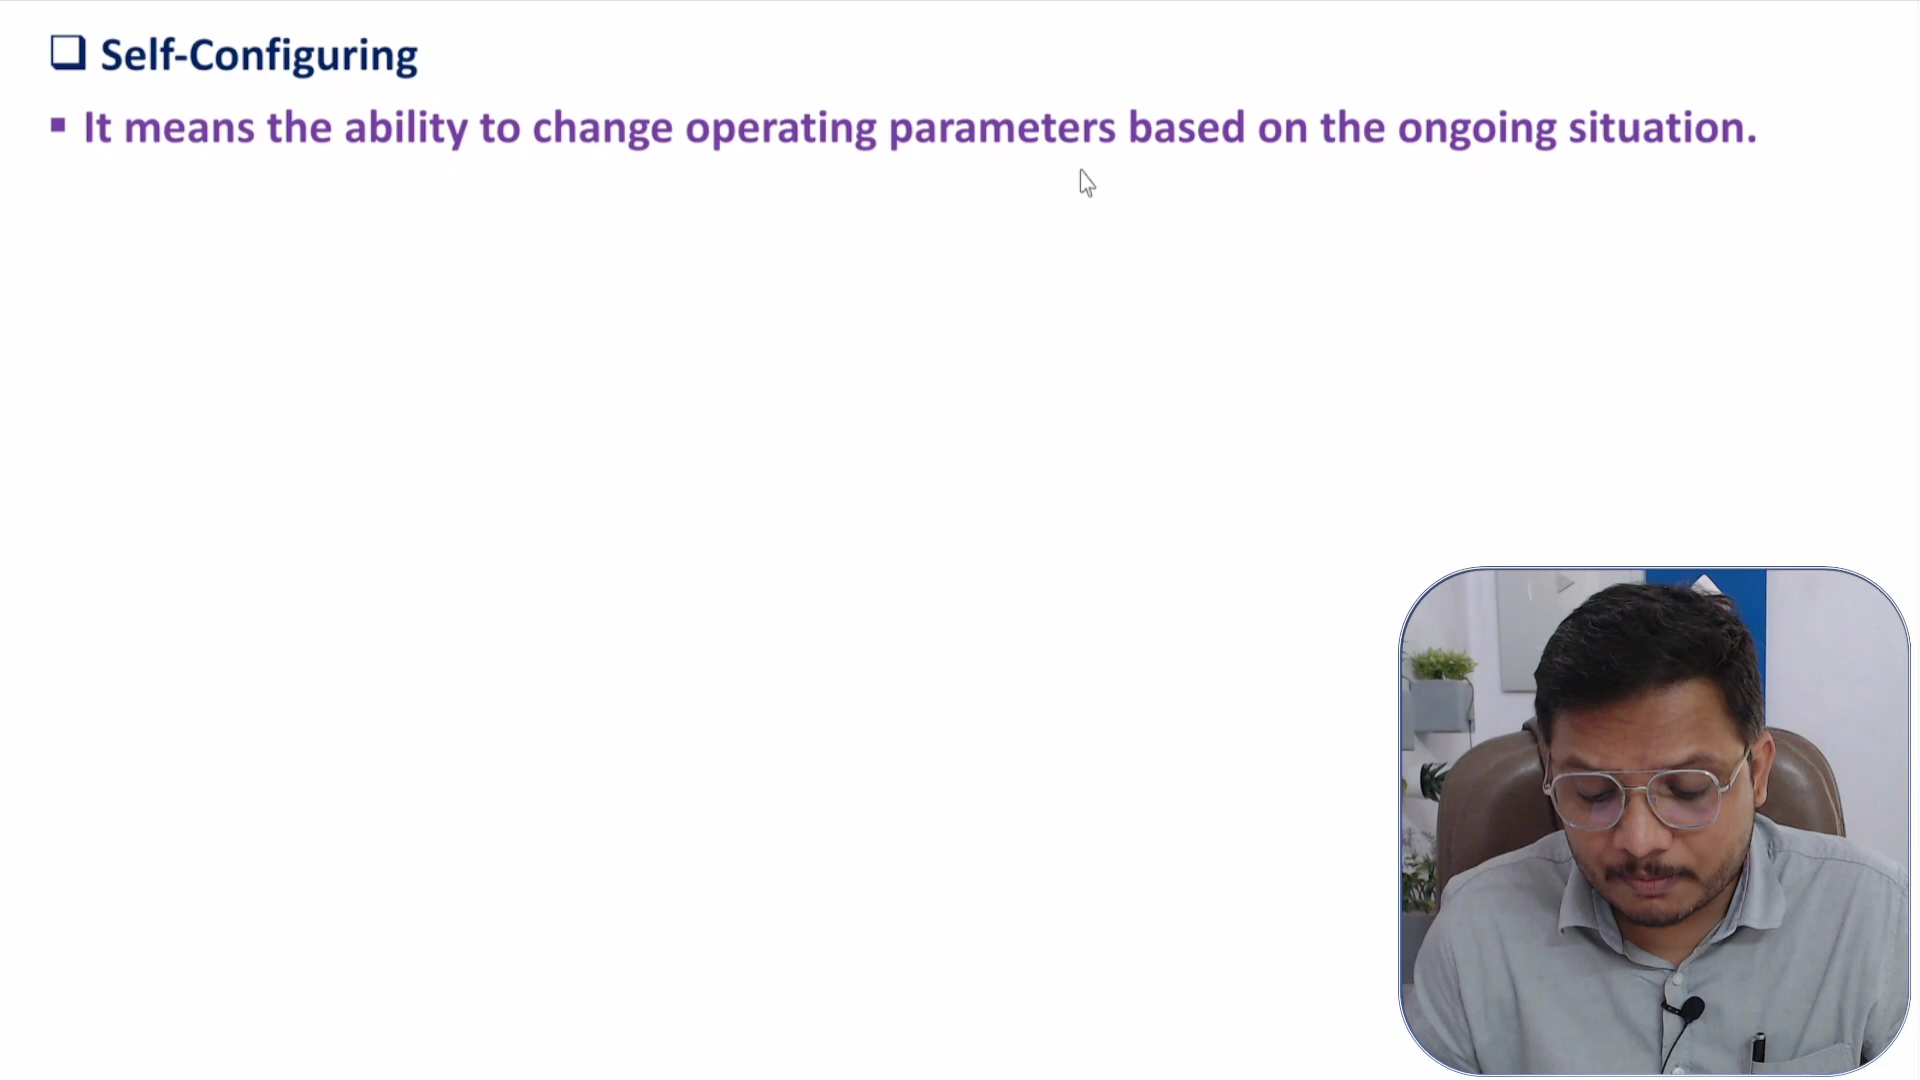 Self-Configuring
It means the ability to change operating parameters based on the ongoing situation.